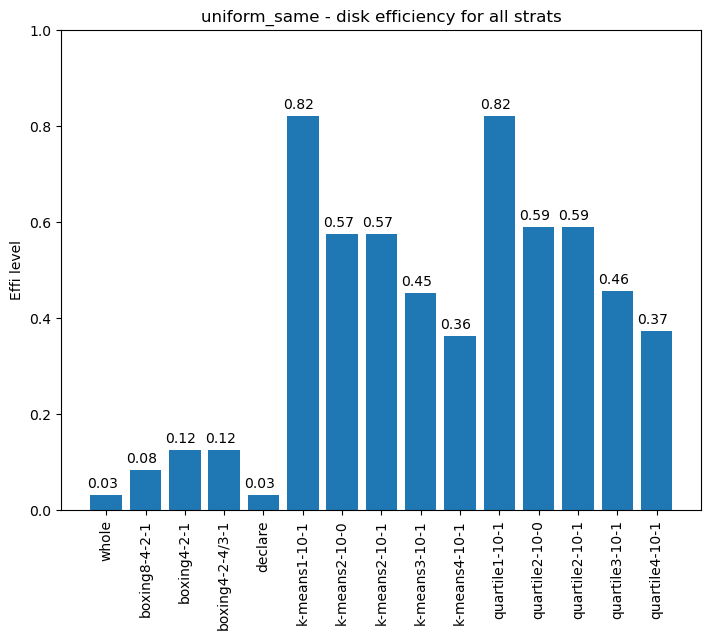 uniform_same - disk efficiency for all strats
Effi level
1.0
0.8
0.6
0.4
0.2
0.0
0.03
0.08
0.12
0.12
0.03
0.82
0.57
0.57
0.45
0.36
0.82
0.59
0.59
0.46
0.37
whole
boxing8-4-2-1
boxing4-2-1
boxing4-2-4/3-1
declare
k-means1-10-1
k-means2-10-0
k-means2-10-1
k-means3-10-1
k-means4-10-1
quartile1-10-1
quartile2-10-0
quartile2-10-1
quartile3-10-1
quartile4-10-1